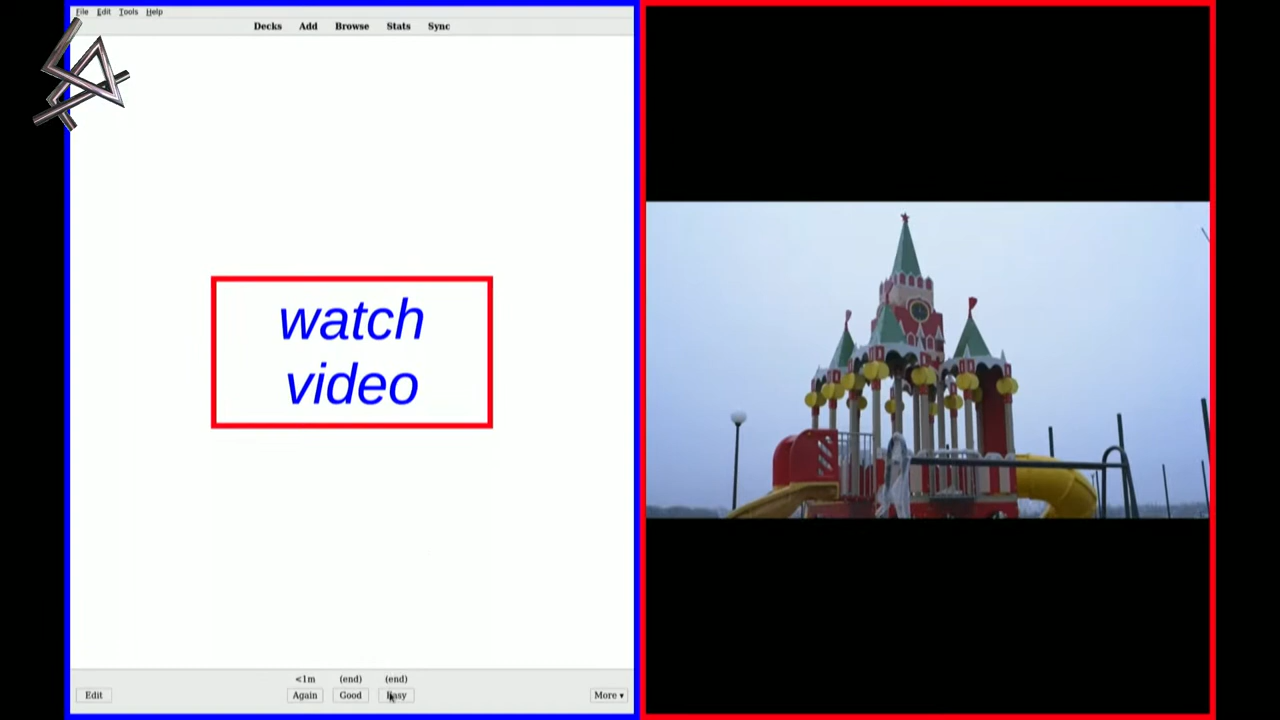 File Edit Tools Help
Decks Add Browse Stats Sync
watch
video
<1m (end) (end)
Edit Again Good Easy More ▾